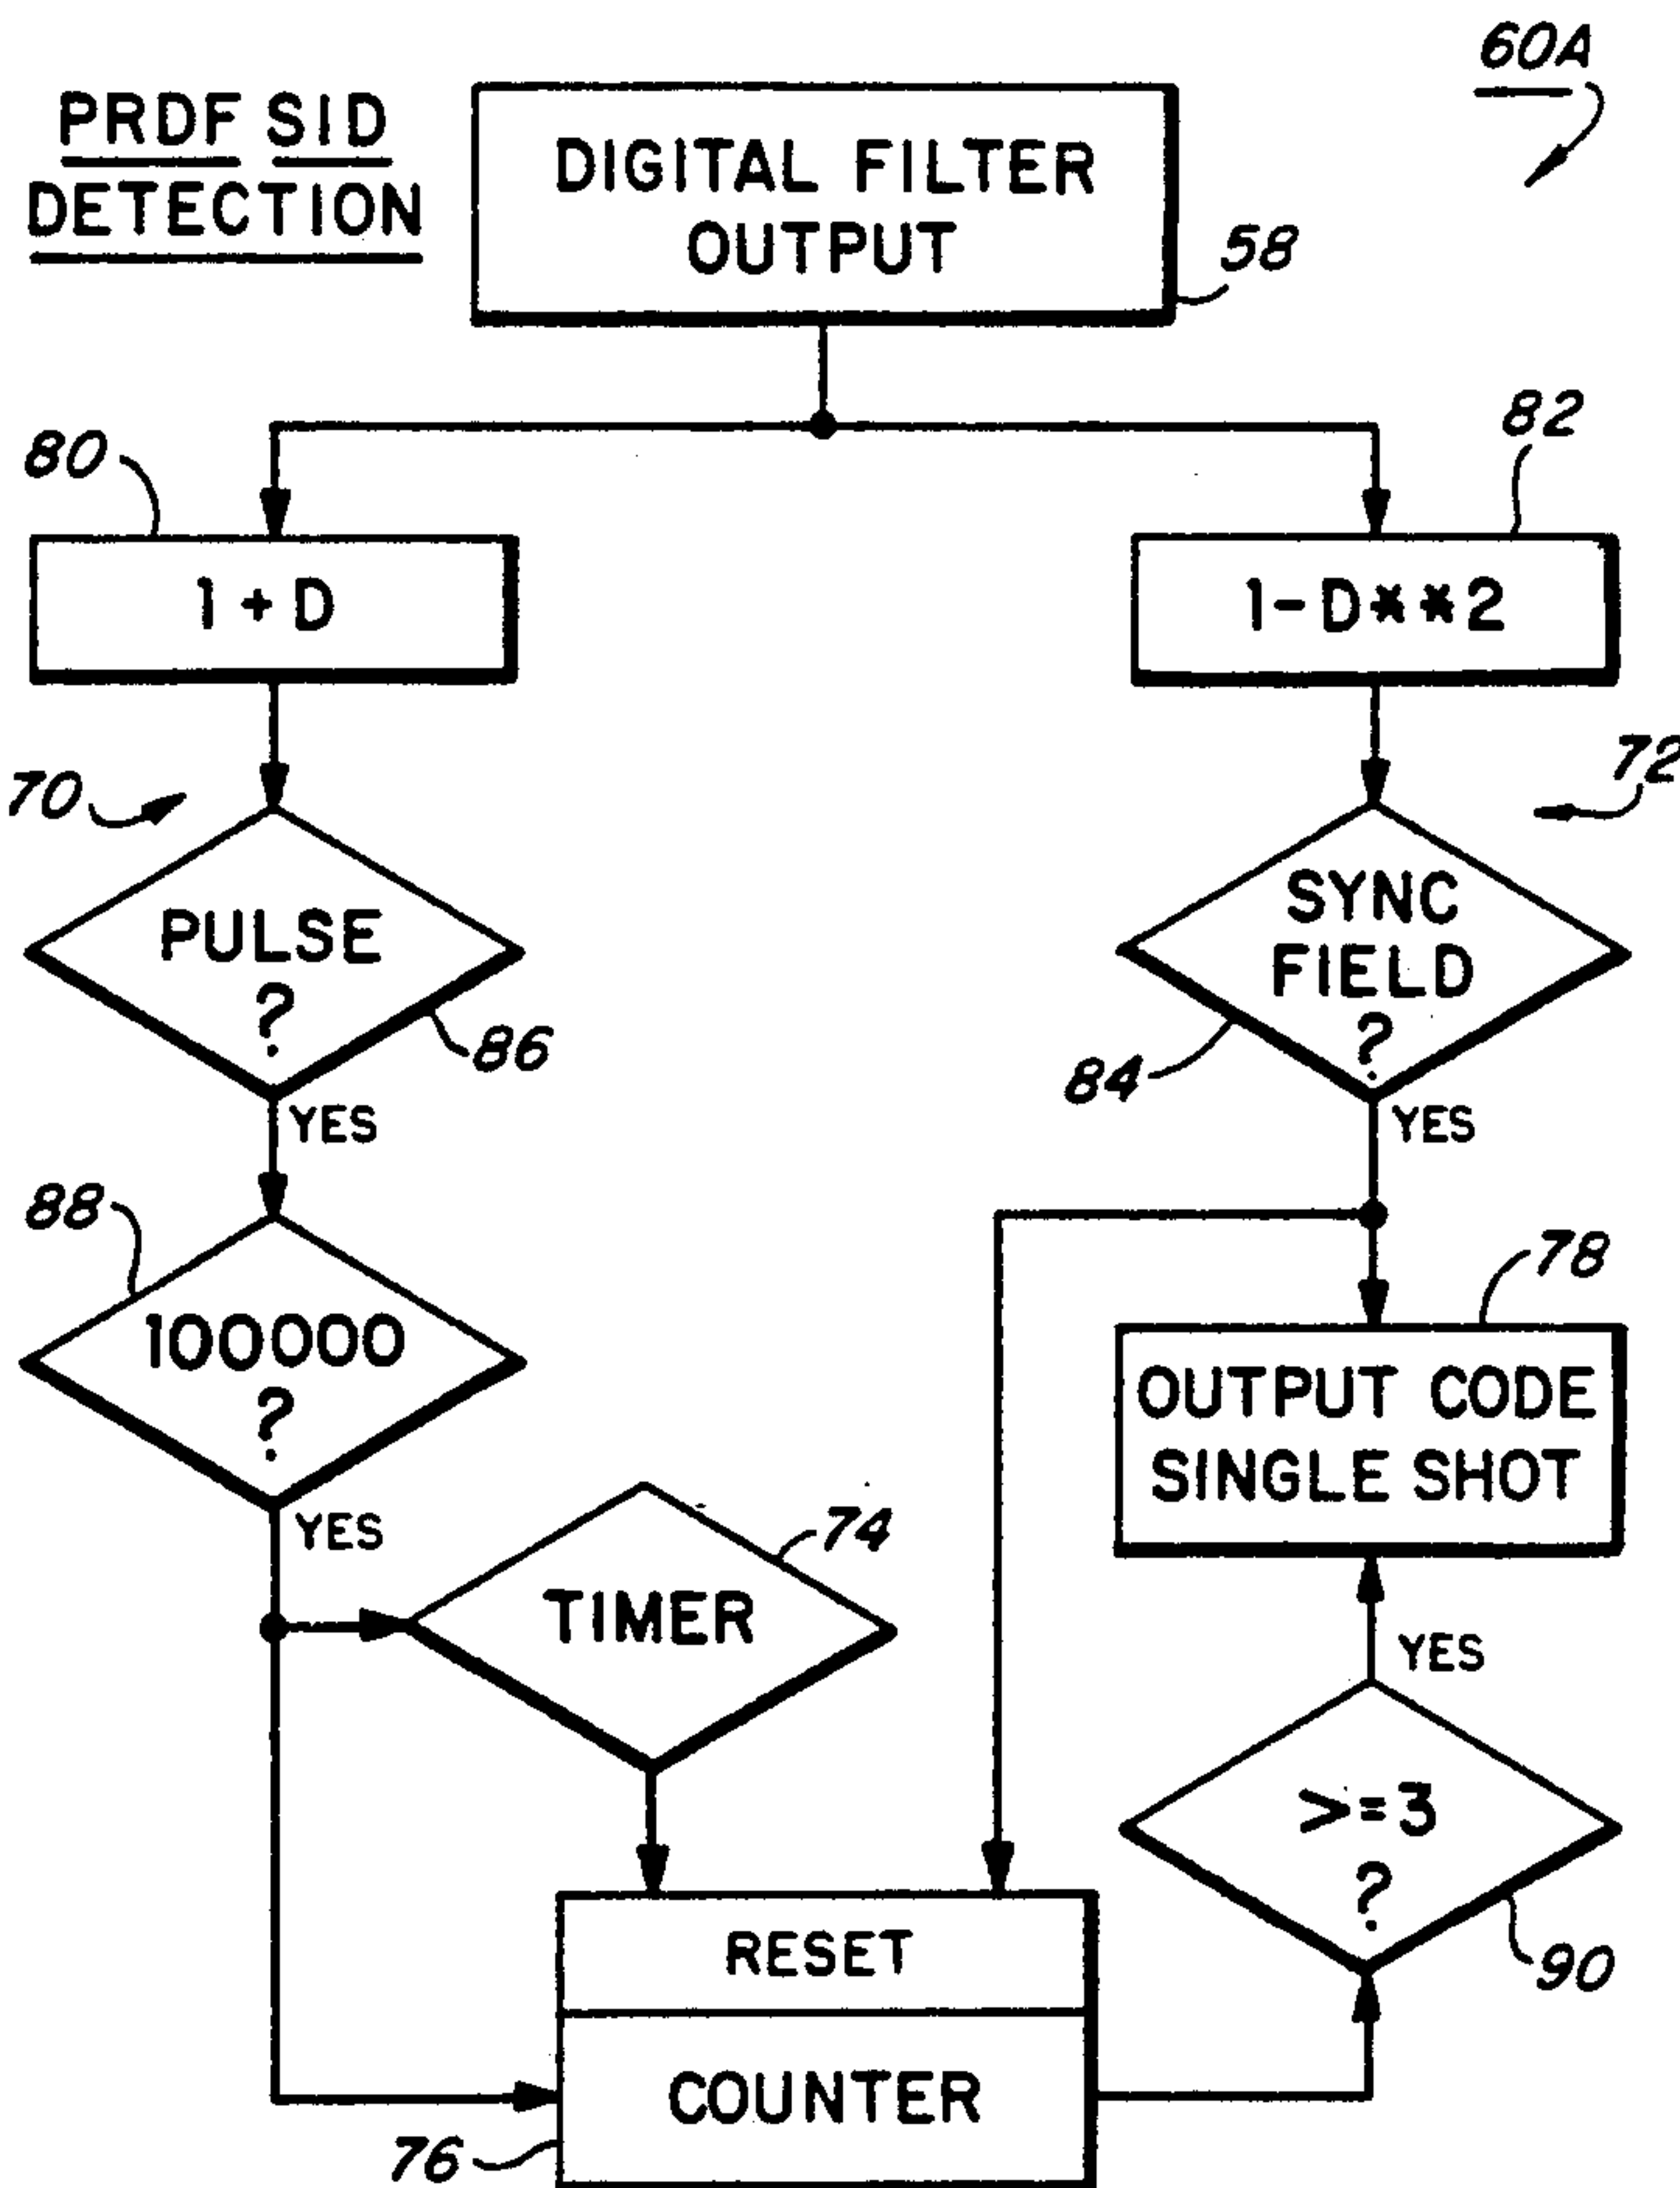 60A
PRDF SID
DETECTION
DIGITAL FILTER
OUTPUT
58
80
82
1+D
1-D**2
70
72
PULSE
?
86
SYNC
FIELD
?
84
YES
YES
88
100000
?
78
OUTPUT CODE
SINGLE SHOT
YES
74
TIMER
YES
>=3
?
90
RESET
COUNTER
76